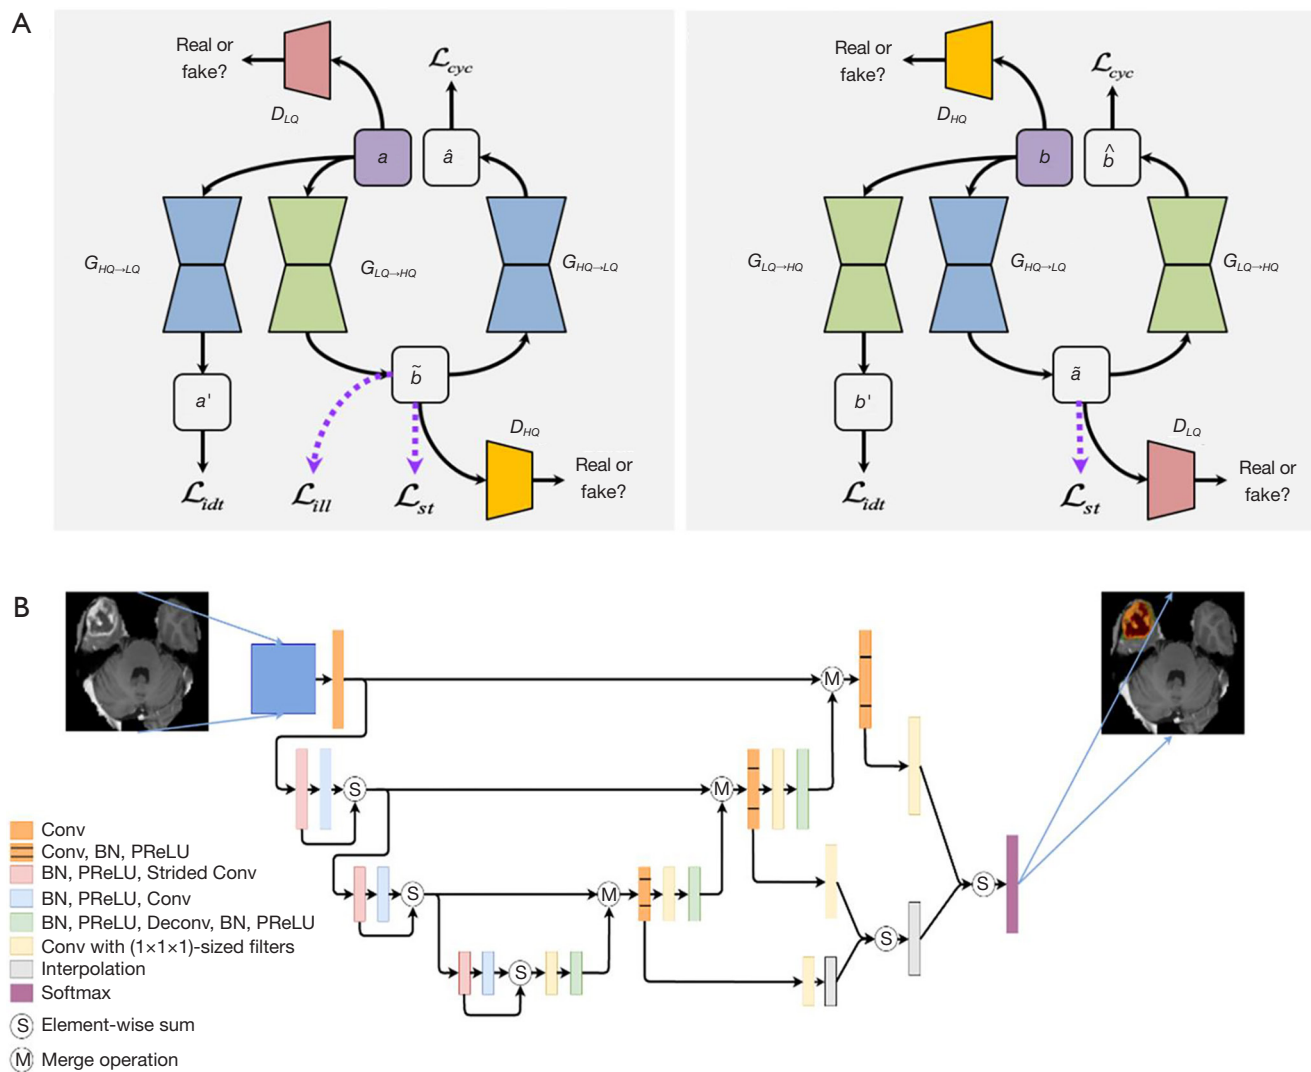 A
Real or
fake?
D_LQ
ℒ_cyc
a
â
G_HQ→LQ
G_LQ→HQ
G_HQ→LQ
b̃
a'
D_HQ
Real or
fake?
ℒ_idt
ℒ_ill
ℒ_st
Real or
fake?
D_HQ
ℒ_cyc
b
b̂
G_LQ→HQ
G_HQ→LQ
G_LQ→HQ
ã
b'
D_LQ
Real or
fake?
ℒ_idt
ℒ_st
B
M
S
M
S
M
S
S
S
Conv
Conv, BN, PReLU
BN, PReLU, Strided Conv
BN, PReLU, Conv
BN, PReLU, Deconv, BN, PReLU
Conv with (1×1×1)-sized filters
Interpolation
Softmax
S Element-wise sum
M Merge operation